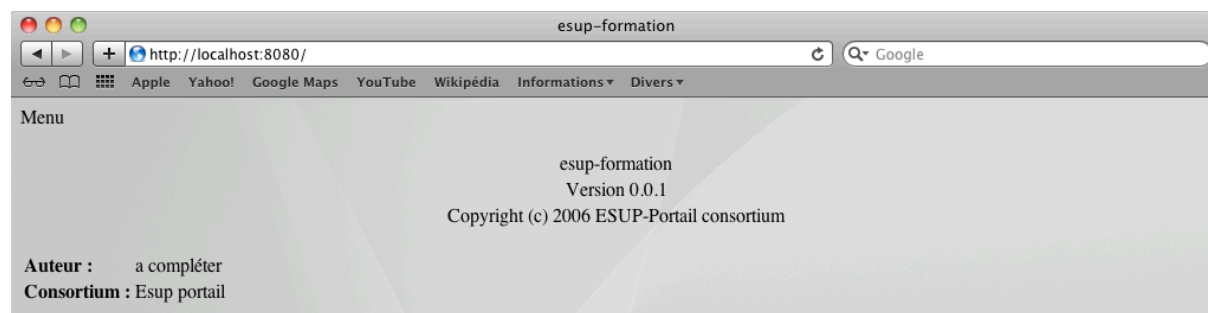 esup-formation
http://localhost:8080/
Google
Apple Yahoo! Google Maps YouTube Wikipédia Informations Divers
Menu
esup-formation
Version 0.0.1
Copyright (c) 2006 ESUP-Portail consortium
Auteur : a compléter
Consortium : Esup portail